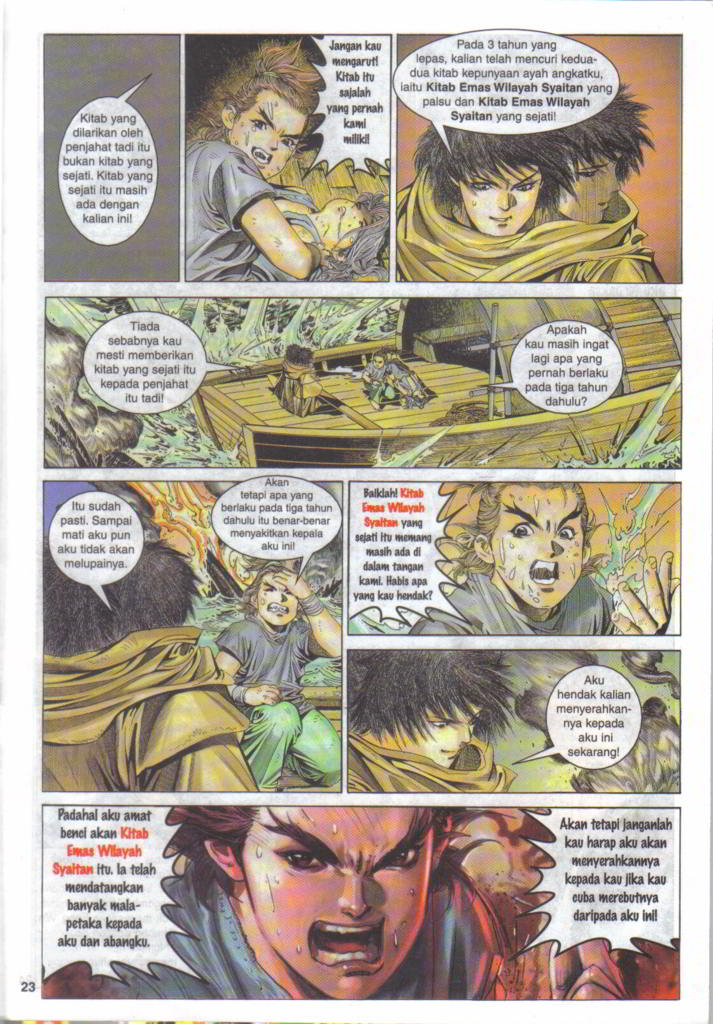 Kitab yang
dilarikan oleh
penjahat tadi itu
bukan kitab yang
sejati. Kitab yang
sejati itu masih
ada dengan
kalian ini!
Jangan kau
mengarut!
Kitab itu
sajalah
yang pernah
kami
miliki!
Pada 3 tahun yang
lepas, kalian telah mencuri kedua-
dua kitab kepunyaan ayah angkatku,
iaitu Kitab Emas Wilayah Syaitan yang
palsu dan Kitab Emas Wilayah
Syaitan yang sejati!
Tiada
sebabnya kau
mesti memberikan
kitab yang sejati itu
kepada penjahat
itu tadi!
Apakah
kau masih ingat
lagi apa yang
pernah berlaku
pada tiga tahun
dahulu?
Itu sudah
pasti. Sampai
mati aku pun
aku tidak akan
melupainya.
Akan
tetapi apa yang
berlaku pada tiga tahun
dahulu itu benar-benar
menyakitkan kepala
aku ini!
Baiklah! Kitab
Emas Wilayah
Syaitan yang
sejati itu memang
masih ada di
dalam tangan
kami. Habis apa
yang kau hendak?
Aku
hendak kalian
menyerahkan-
nya kepada
aku ini
sekarang!
Padahal aku amat
benci akan Kitab
Emas Wilayah
Syaitan itu. Ia telah
mendatangkan
banyak mala-
petaka kepada
aku dan abangku.
Akan tetapi janganlah
kau harap aku akan
menyerahkannya
kepada kau jika kau
cuba merebutnya
daripada aku ini!
23